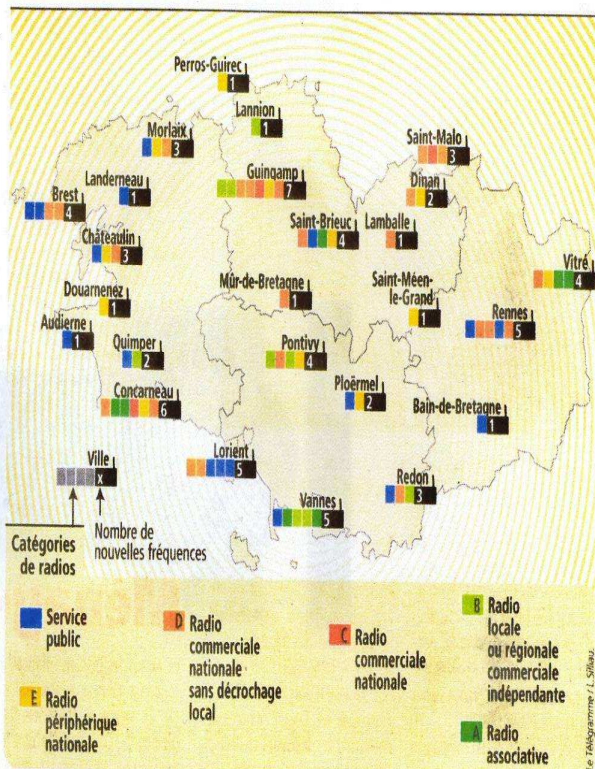 Perros-Guirec
1
Lannion
1
Morlaix
3
Saint-Malo
3
Guingamp
7
Landerneau
1
Dinan
2
Brest
4
Saint-Brieuc
4
Lamballe
1
Châteaulin
3
Vitré
4
Mûr-de-Bretagne
1
Saint-Méen-
le-Grand
1
Douarnenez
1
Rennes
5
Audierne
1
Quimper
2
Pontivy
4
Ploërmel
2
Concarneau
6
Bain-de-Bretagne
1
Ville
x
Lorient
5
Redon
3
Vannes
5
Catégories
de radios
Nombre de
nouvelles fréquences
Service
public
D Radio
commerciale
nationale
sans décrochage
local
C Radio
commerciale
nationale
B Radio
locale
ou régionale
commerciale
indépendante
E Radio
périphérique
nationale
A Radio
associative
Le Télégramme / L.